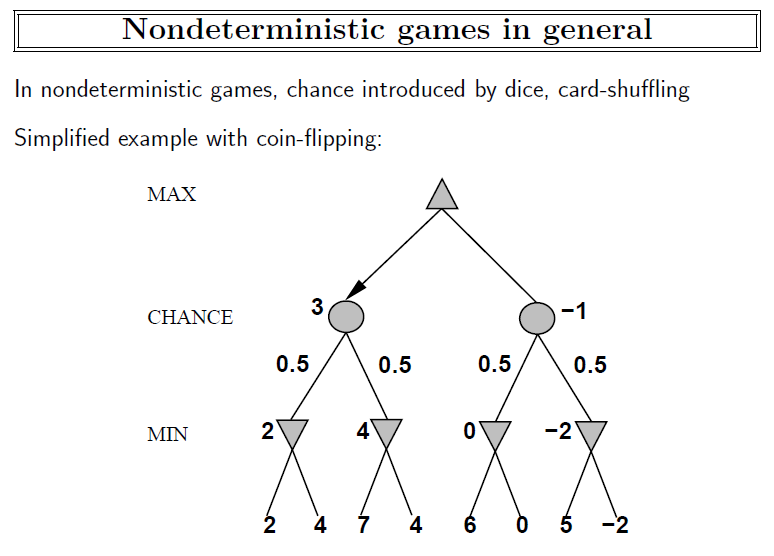 Nondeterministic games in general
In nondeterministic games, chance introduced by dice, card-shuffling
Simplified example with coin-flipping:
MAX
CHANCE 3 −1
0.5 0.5 0.5 0.5
MIN 2 4 0 −2
2 4 7 4 6 0 5 −2